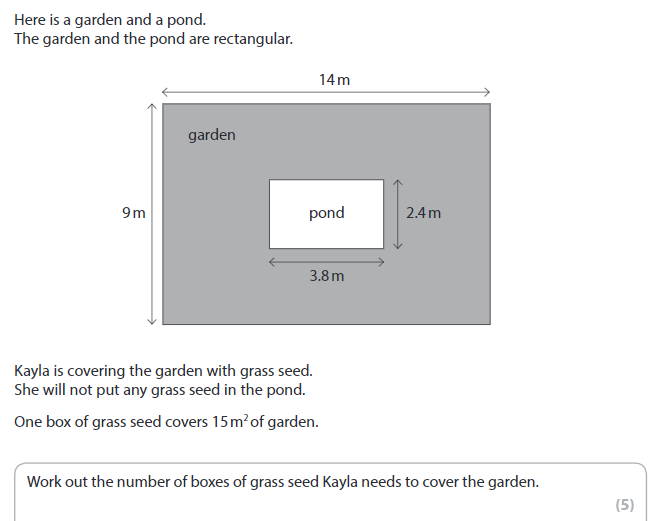 Here is a garden and a pond.
The garden and the pond are rectangular.
14 m
garden
9 m
pond
2.4 m
3.8 m
Kayla is covering the garden with grass seed.
She will not put any grass seed in the pond.
One box of grass seed covers 15 m² of garden.
Work out the number of boxes of grass seed Kayla needs to cover the garden.
(5)